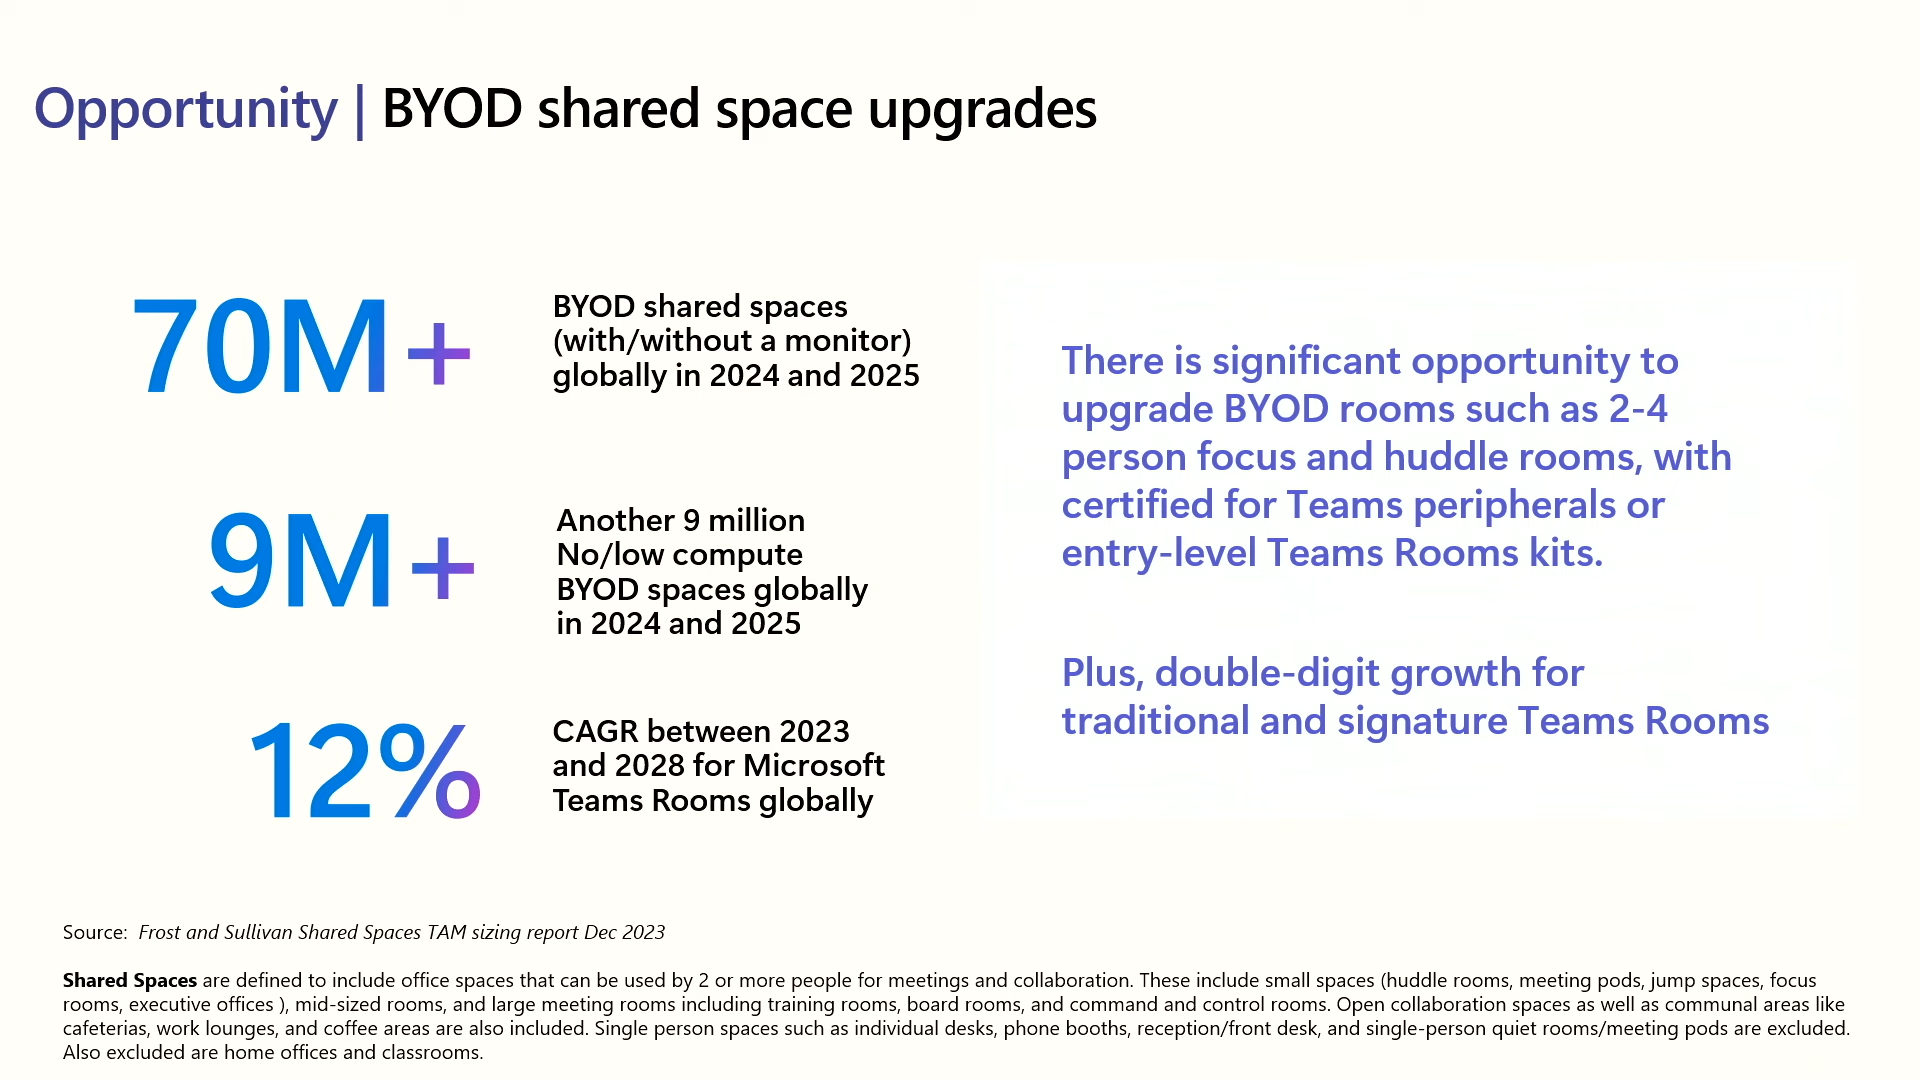 Opportunity | BYOD shared space upgrades
70M+
BYOD shared spaces
(with/without a monitor)
globally in 2024 and 2025
9M+
Another 9 million
No/low compute
BYOD spaces globally
in 2024 and 2025
12%
CAGR between 2023
and 2028 for Microsoft
Teams Rooms globally
There is significant opportunity to
upgrade BYOD rooms such as 2-4
person focus and huddle rooms, with
certified for Teams peripherals or
entry-level Teams Rooms kits.
Plus, double-digit growth for
traditional and signature Teams Rooms
Source: Frost and Sullivan Shared Spaces TAM sizing report Dec 2023
Shared Spaces are defined to include office spaces that can be used by 2 or more people for meetings and collaboration. These include small spaces (huddle rooms, meeting pods, jump spaces, focus
rooms, executive offices ), mid-sized rooms, and large meeting rooms including training rooms, board rooms, and command and control rooms. Open collaboration spaces as well as communal areas like
cafeterias, work lounges, and coffee areas are also included. Single person spaces such as individual desks, phone booths, reception/front desk, and single-person quiet rooms/meeting pods are excluded.
Also excluded are home offices and classrooms.